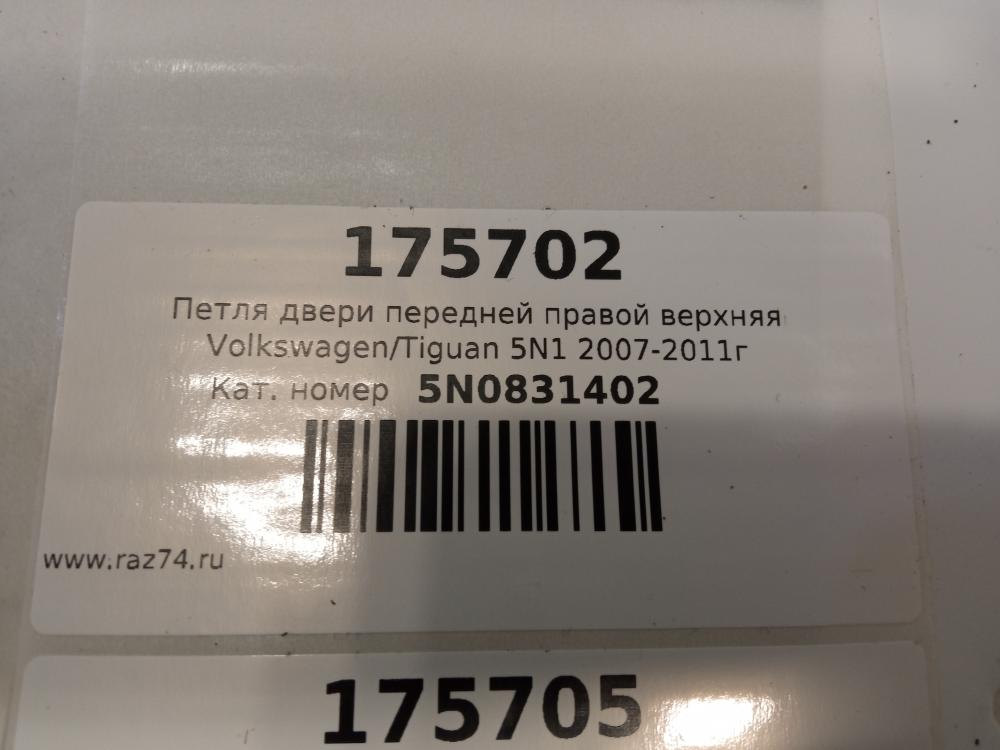 175702
Петля двери передней правой верхняя
Volkswagen/Tiguan 5N1 2007-2011г
Кат. номер 5N0831402
www.raz74.ru
175705